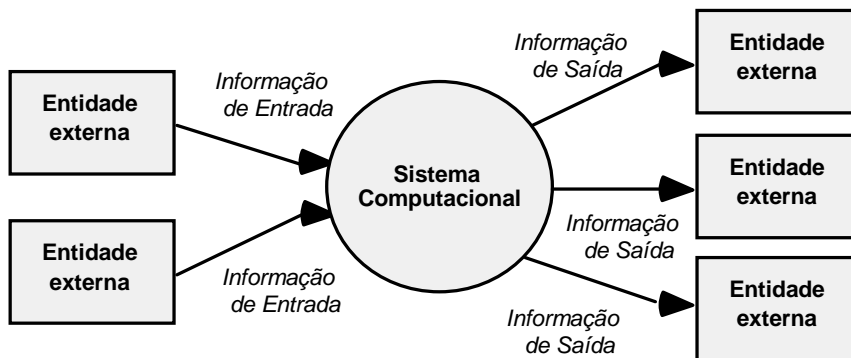 Entidade
externa
Informação
de Entrada
Entidade
externa
Informação
de Entrada
Sistema
Computacional
Informação
de Saída
Entidade
externa
Informação
de Saída
Entidade
externa
Informação
de Saída
Entidade
externa